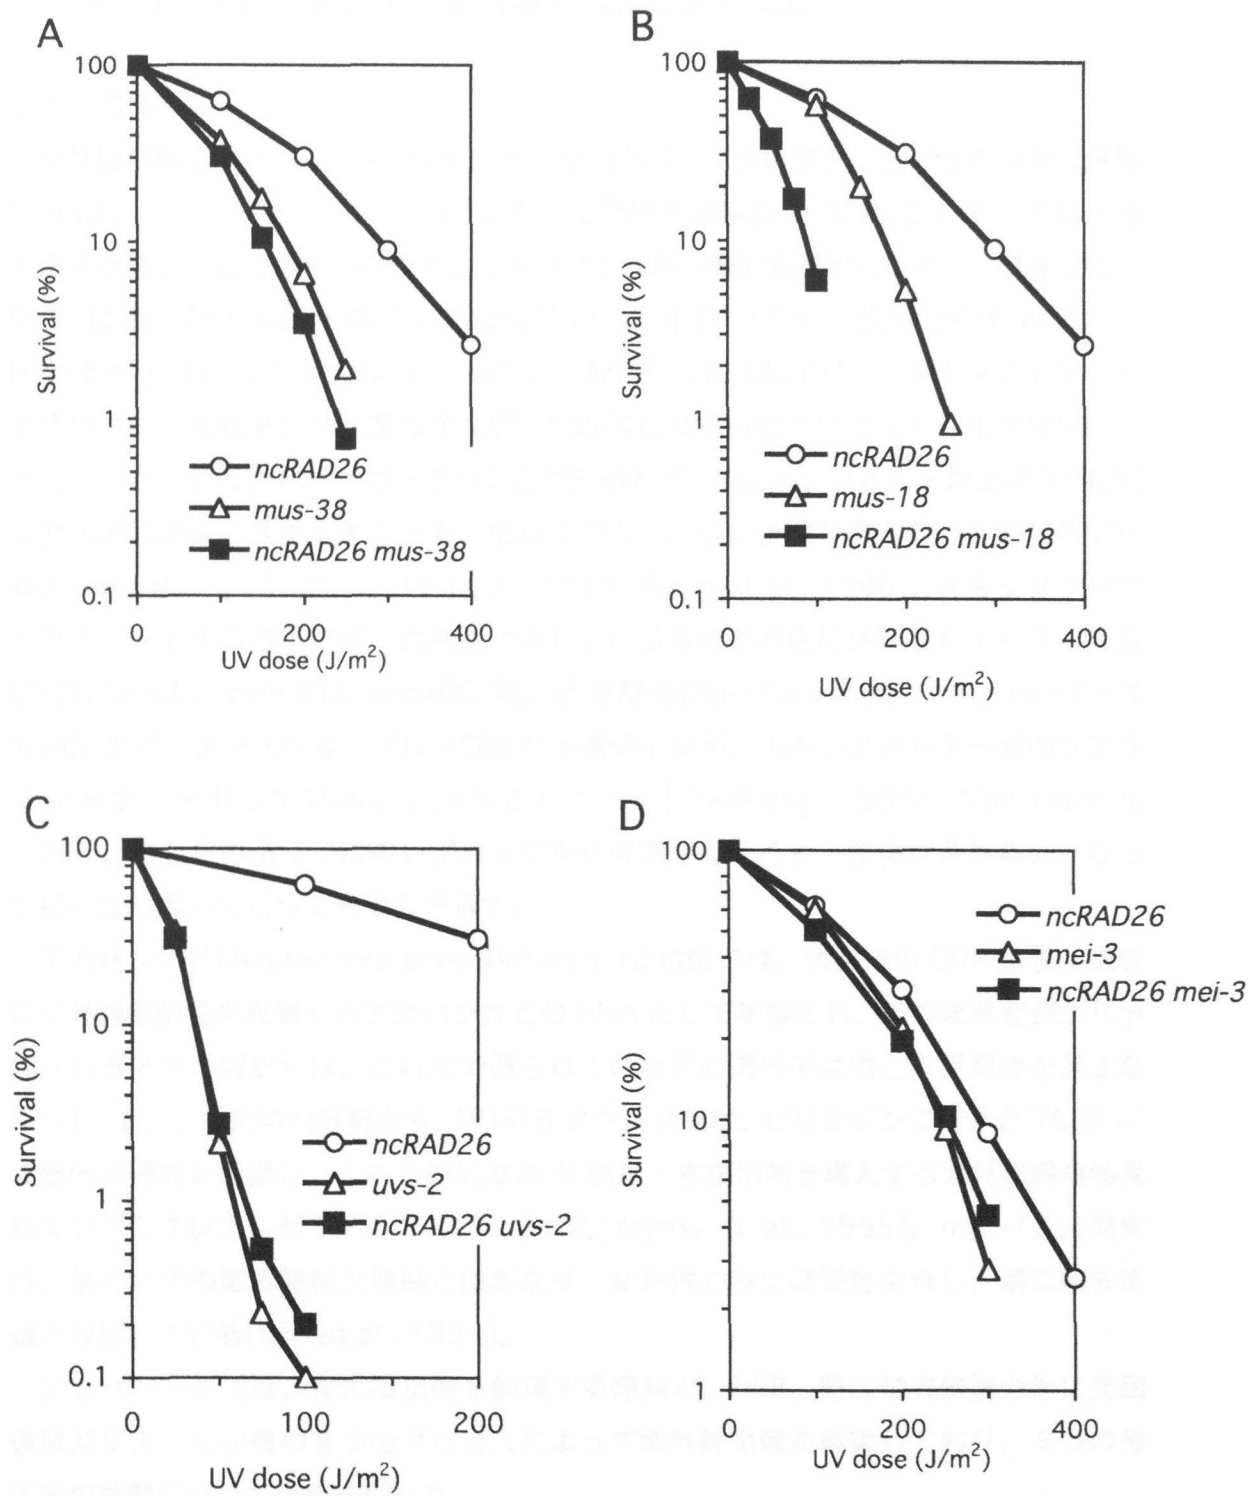 A
100
10
1
0.1
Survival (%)
ncRAD26
mus-38
ncRAD26 mus-38
0 200 400
UV dose (J/m²)
B
100
10
1
0.1
Survival (%)
ncRAD26
mus-18
ncRAD26 mus-18
0 200 400
UV dose (J/m²)
C
100
10
1
0.1
Survival (%)
ncRAD26
uvs-2
ncRAD26 uvs-2
0 100 200
UV dose (J/m²)
D
100
10
1
Survival (%)
ncRAD26
mei-3
ncRAD26 mei-3
0 200 400
UV dose (J/m²)